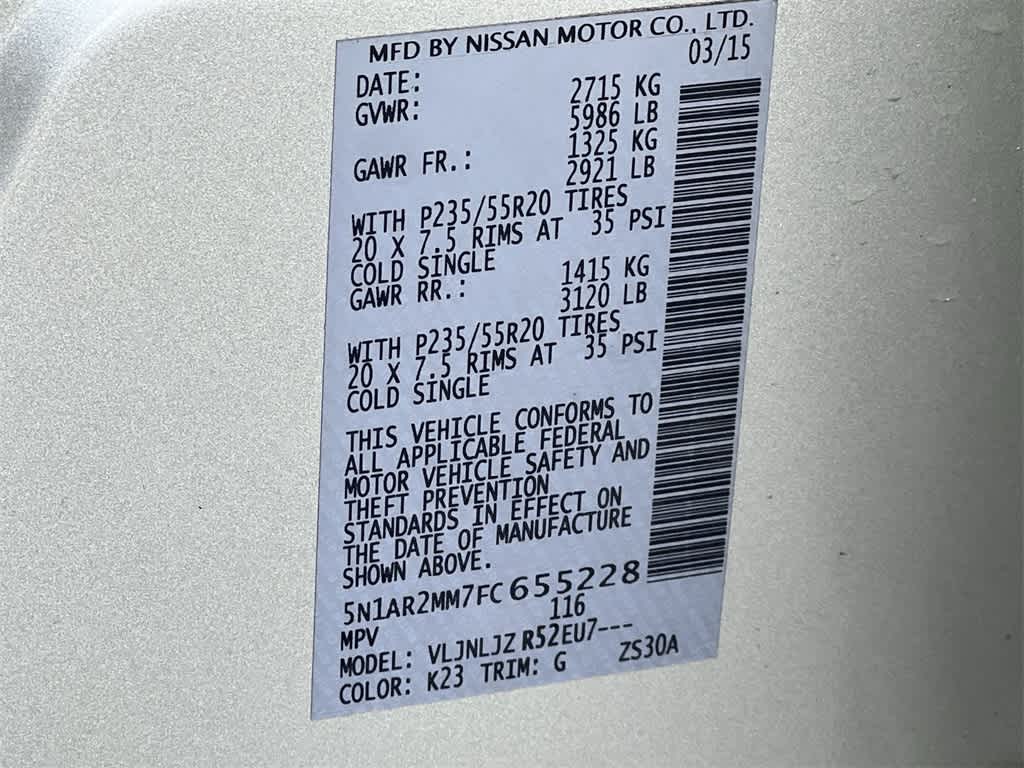 MFD BY NISSAN MOTOR CO., LTD.
DATE: 03/15
GVWR: 2715 KG
5986 LB
GAWR FR.: 1325 KG
2921 LB
WITH P235/55R20 TIRES
20 X 7.5 RIMS AT 35 PSI
COLD SINGLE
GAWR RR.: 1415 KG
3120 LB
WITH P235/55R20 TIRES
20 X 7.5 RIMS AT 35 PSI
COLD SINGLE
THIS VEHICLE CONFORMS TO
ALL APPLICABLE FEDERAL
MOTOR VEHICLE SAFETY AND
THEFT PREVENTION
STANDARDS IN EFFECT ON
THE DATE OF MANUFACTURE
SHOWN ABOVE.
5N1AR2MM7FC655228
MPV 116
MODEL: VLJNLJZ R52EU7---
COLOR: K23 TRIM: G ZS30A